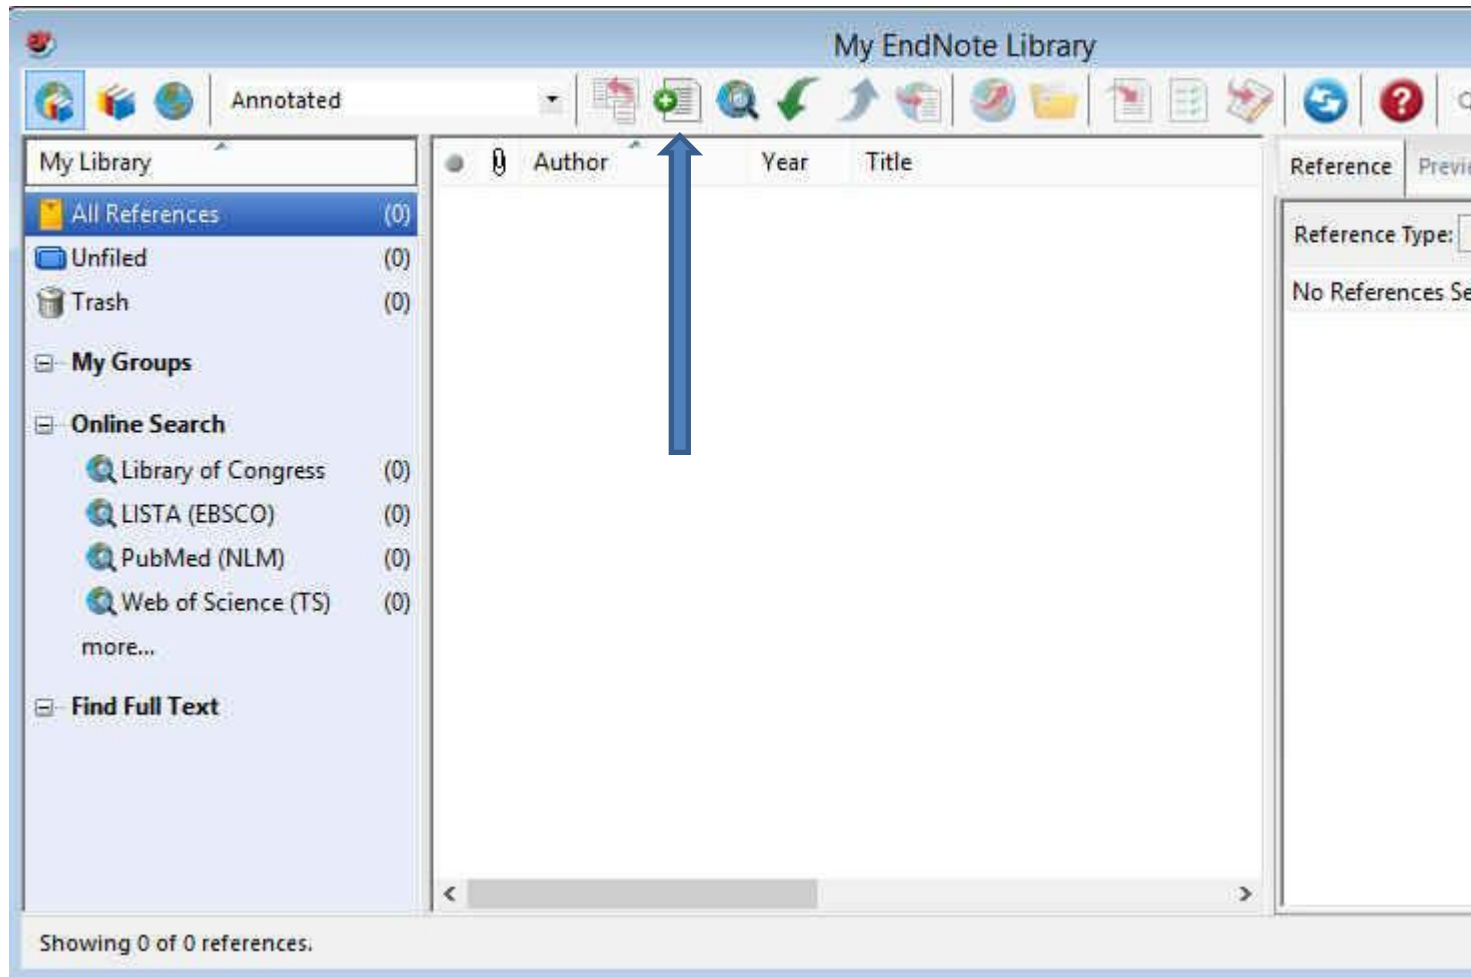 My EndNote Library
Annotated
My Library
Author Year Title
Reference
All References (0)
Unfiled (0)
Trash (0)
My Groups
Online Search
Library of Congress (0)
LISTA (EBSCO) (0)
PubMed (NLM) (0)
Web of Science (TS) (0)
more...
Find Full Text
Reference Type:
No References
Showing 0 of 0 references.